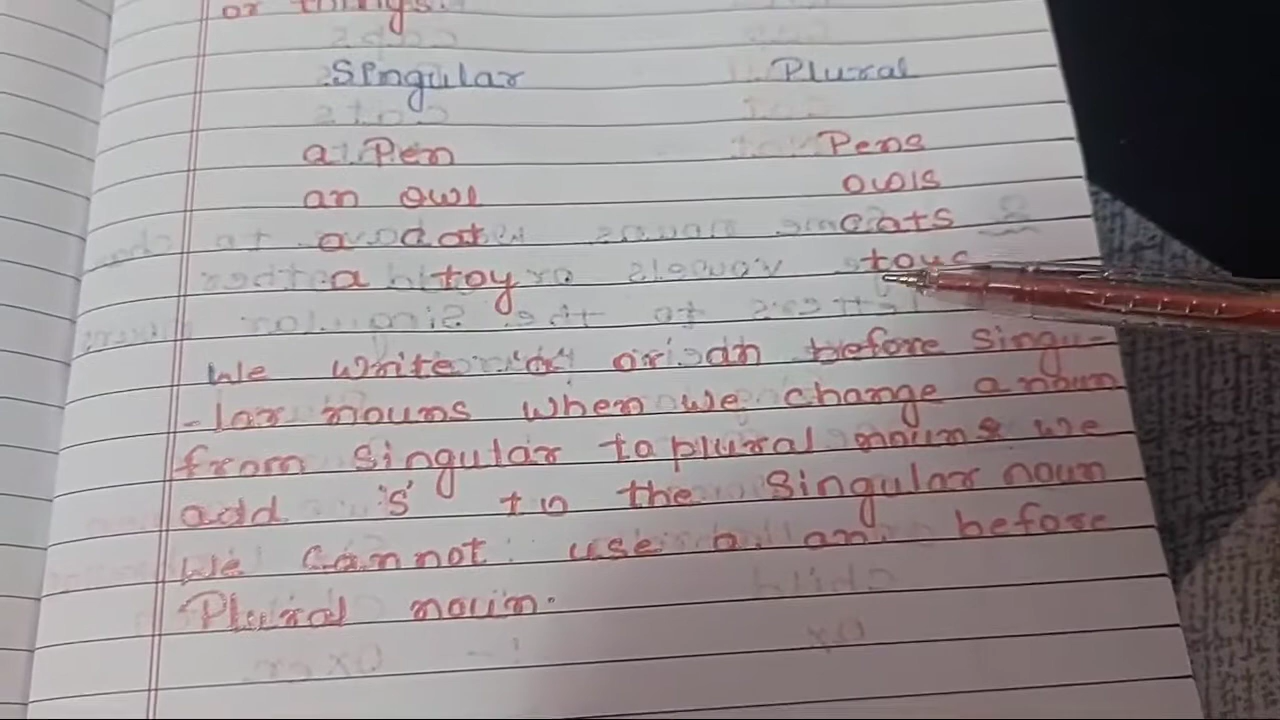 or things.
Singular Plural
a Pen Pens
an owl owls
a cat cats
a toy toys
We write 'a' or an before Singu-
-lar nouns when we change a noun
from singular to plural nouns we
add 's' to the singular noun
We cannot use a an before
Plural noun.